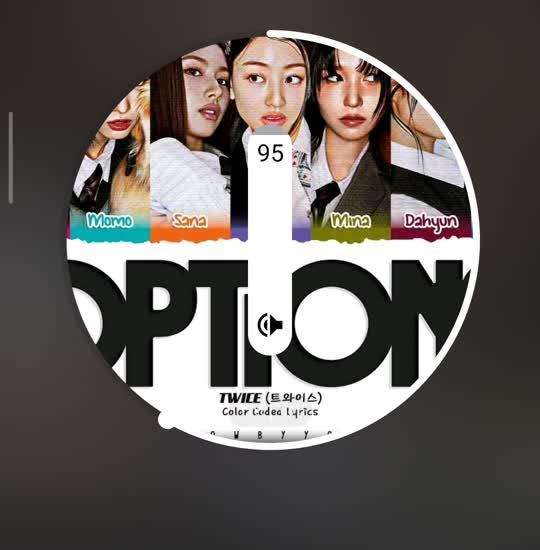 95
Momo Sana Mina Dahyun
OPTION
TWICE (트와이스)
Color Coded Lyrics
O W B Y Y